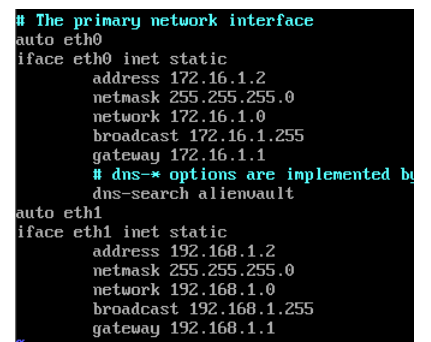 # The primary network interface
auto eth0
iface eth0 inet static
        address 172.16.1.2
        netmask 255.255.255.0
        network 172.16.1.0
        broadcast 172.16.1.255
        gateway 172.16.1.1
        # dns-* options are implemented by
        dns-search alienvault
auto eth1
iface eth1 inet static
        address 192.168.1.2
        netmask 255.255.255.0
        network 192.168.1.0
        broadcast 192.168.1.255
        gateway 192.168.1.1